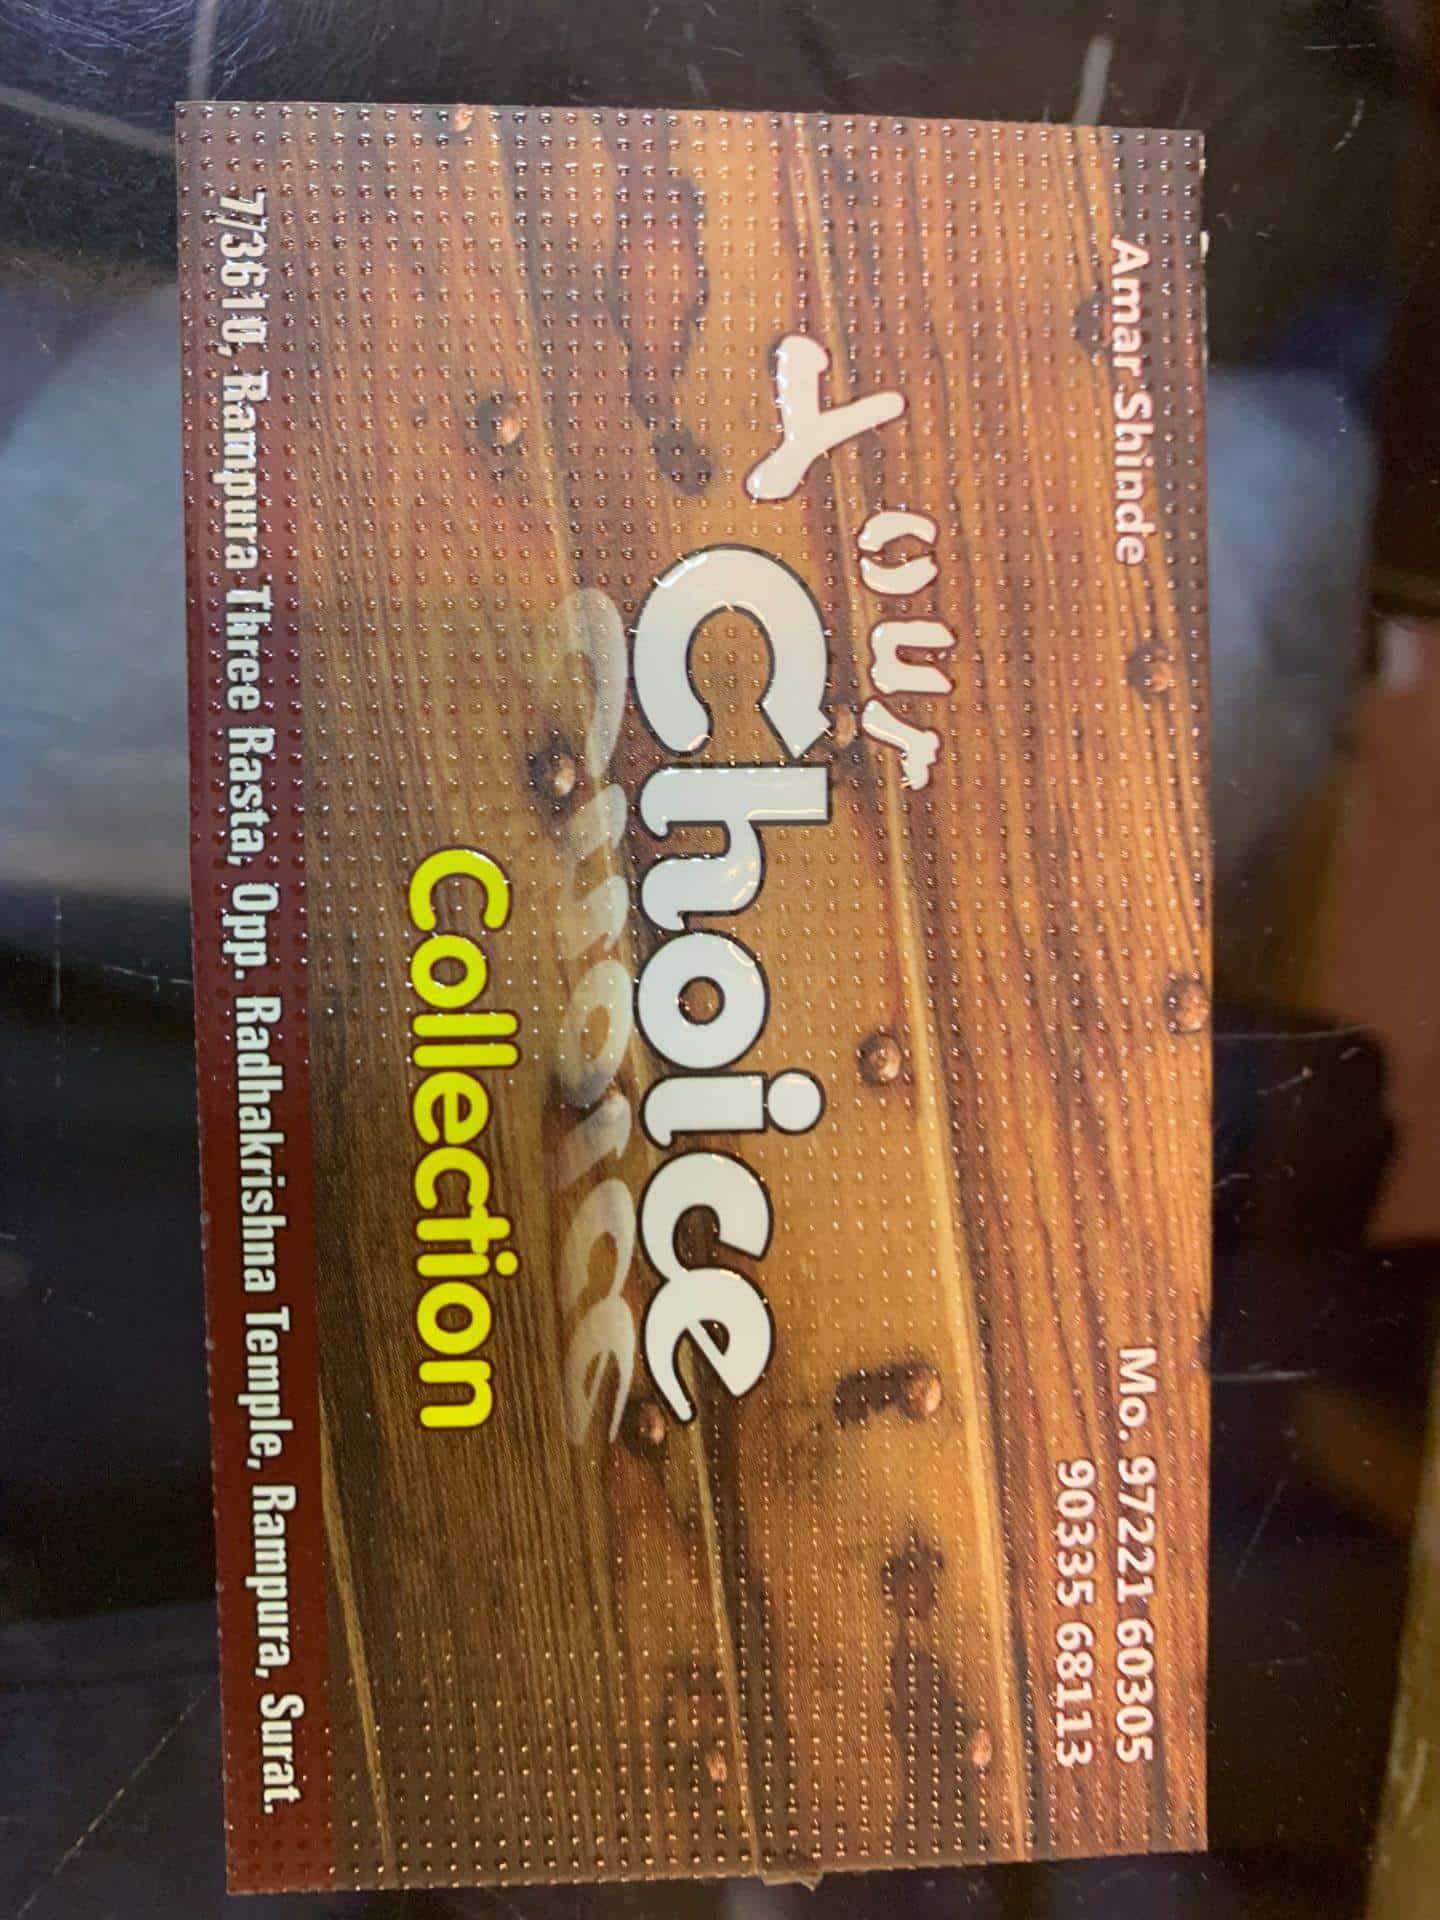 Amar Shinde
Mo. 97221 60305
90335 68113
Your
Choice
Collection
7/3610, Rampura Three Rasta, Opp. Radhakrishna Temple, Rampura, Surat.